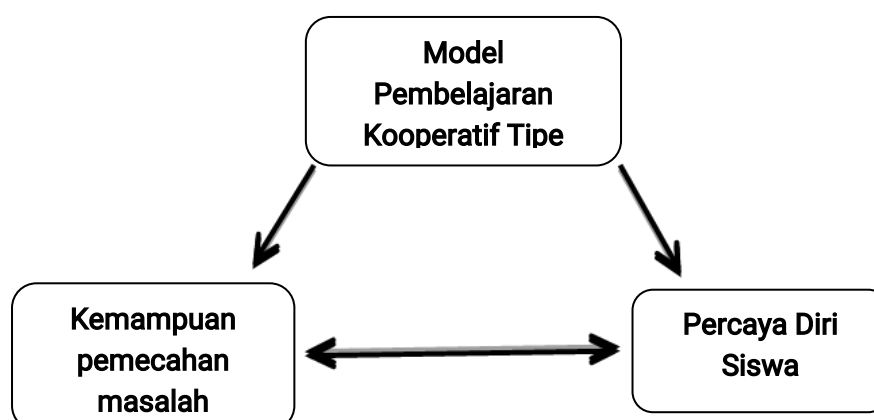 Model
Pembelajaran
Kooperatif Tipe
Kemampuan
pemecahan
masalah
Percaya Diri
Siswa